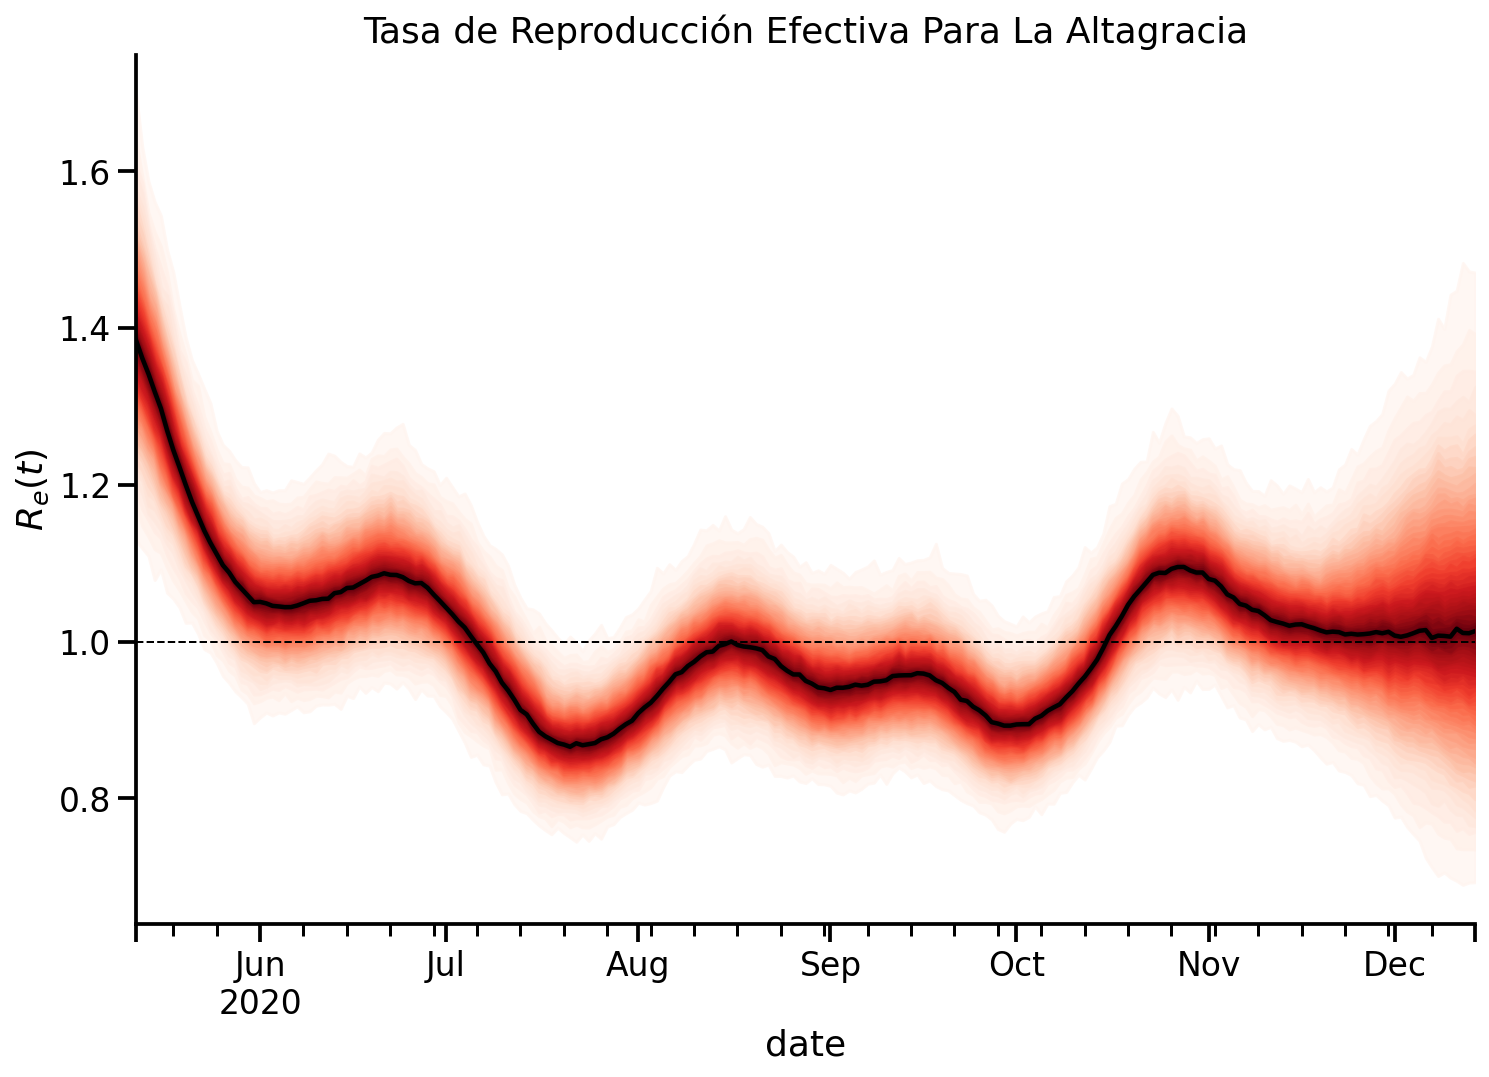 Tasa de Reproducción Efectiva Para La Altagracia
1.6
1.4
1.2
1.0
0.8
Rₑ(t)
Jun
2020
Jul
Aug
Sep
Oct
Nov
Dec
date